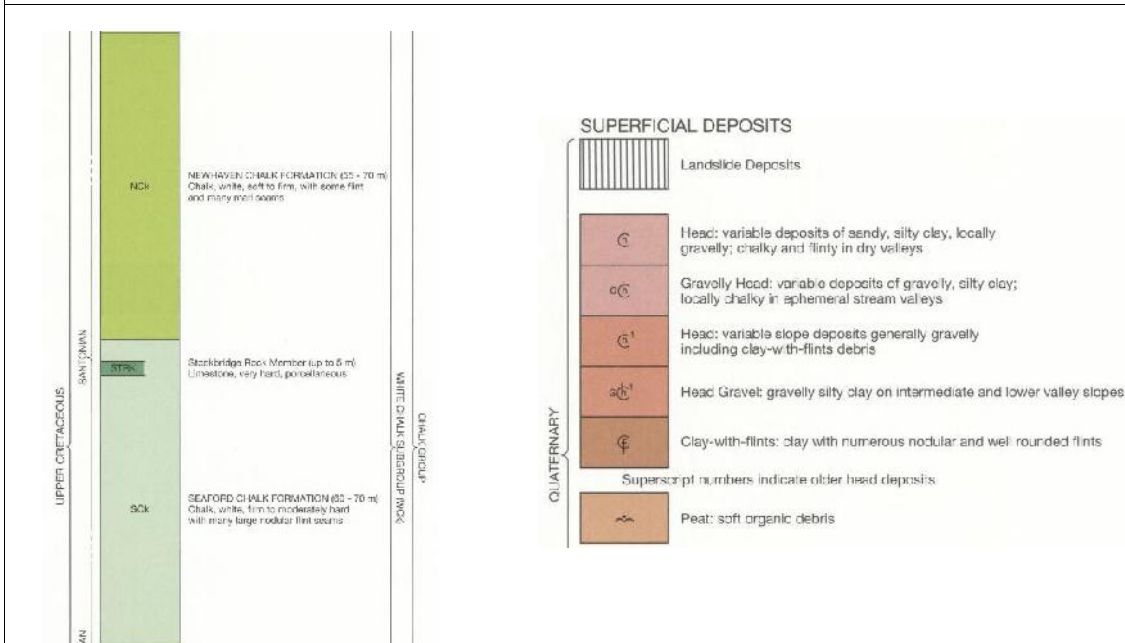 NCk
NEWHAVEN CHALK FORMATION (55 - 70 m)
Chalk, white, soft to firm, with some flint
and many marl seams
STRK
Stockbridge Rock Member (up to 5 m)
Limestone, very hard, porcellaneous
SCk
SEAFORD CHALK FORMATION (60 - 70 m)
Chalk, white, firm to moderately hard
with many large nodular flint seams
UPPER CRETACEOUS
SANTONIAN
WHITE CHALK SUBGROUP (WCK)
CHALK GROUP
SUPERFICIAL DEPOSITS
Landslide Deposits
Head: variable deposits of sandy, silty clay, locally
gravelly; chalky and flinty in dry valleys
Gravelly Head: variable deposits of gravelly, silty clay;
locally chalky in ephemeral stream valleys
Head: variable slope deposits generally gravelly
including clay-with-flints debris
Head Gravel: gravelly silty clay on intermediate and lower valley slopes
Clay-with-flints: clay with numerous nodular and well rounded flints
Superscript numbers indicate older head deposits
Peat: soft organic debris
QUATERNARY